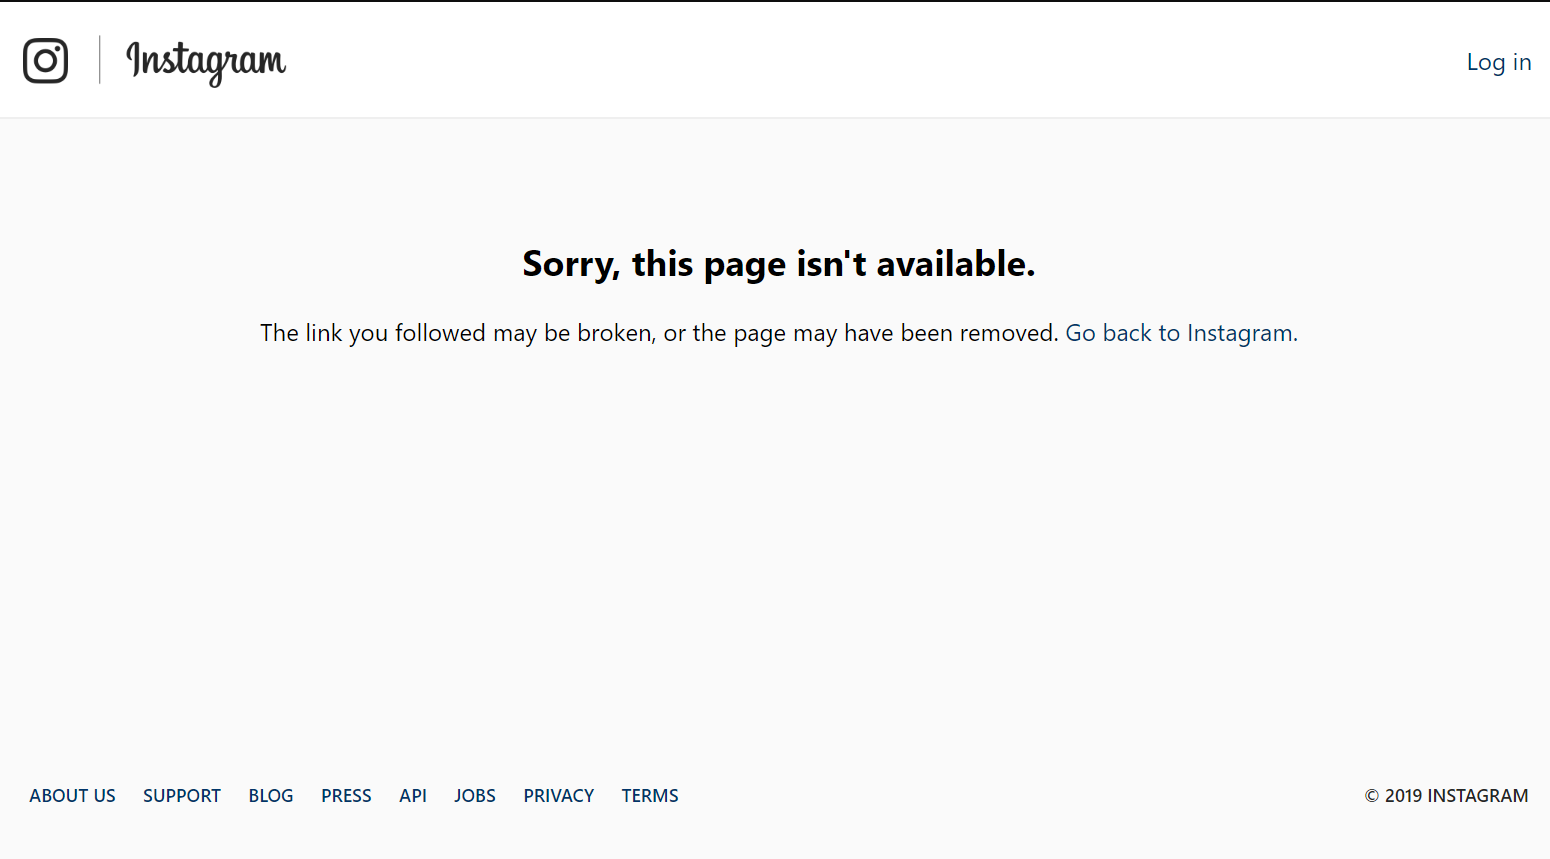 Instagram
Log in
Sorry, this page isn't available.
The link you followed may be broken, or the page may have been removed. Go back to Instagram.
ABOUT US SUPPORT BLOG PRESS API JOBS PRIVACY TERMS © 2019 INSTAGRAM